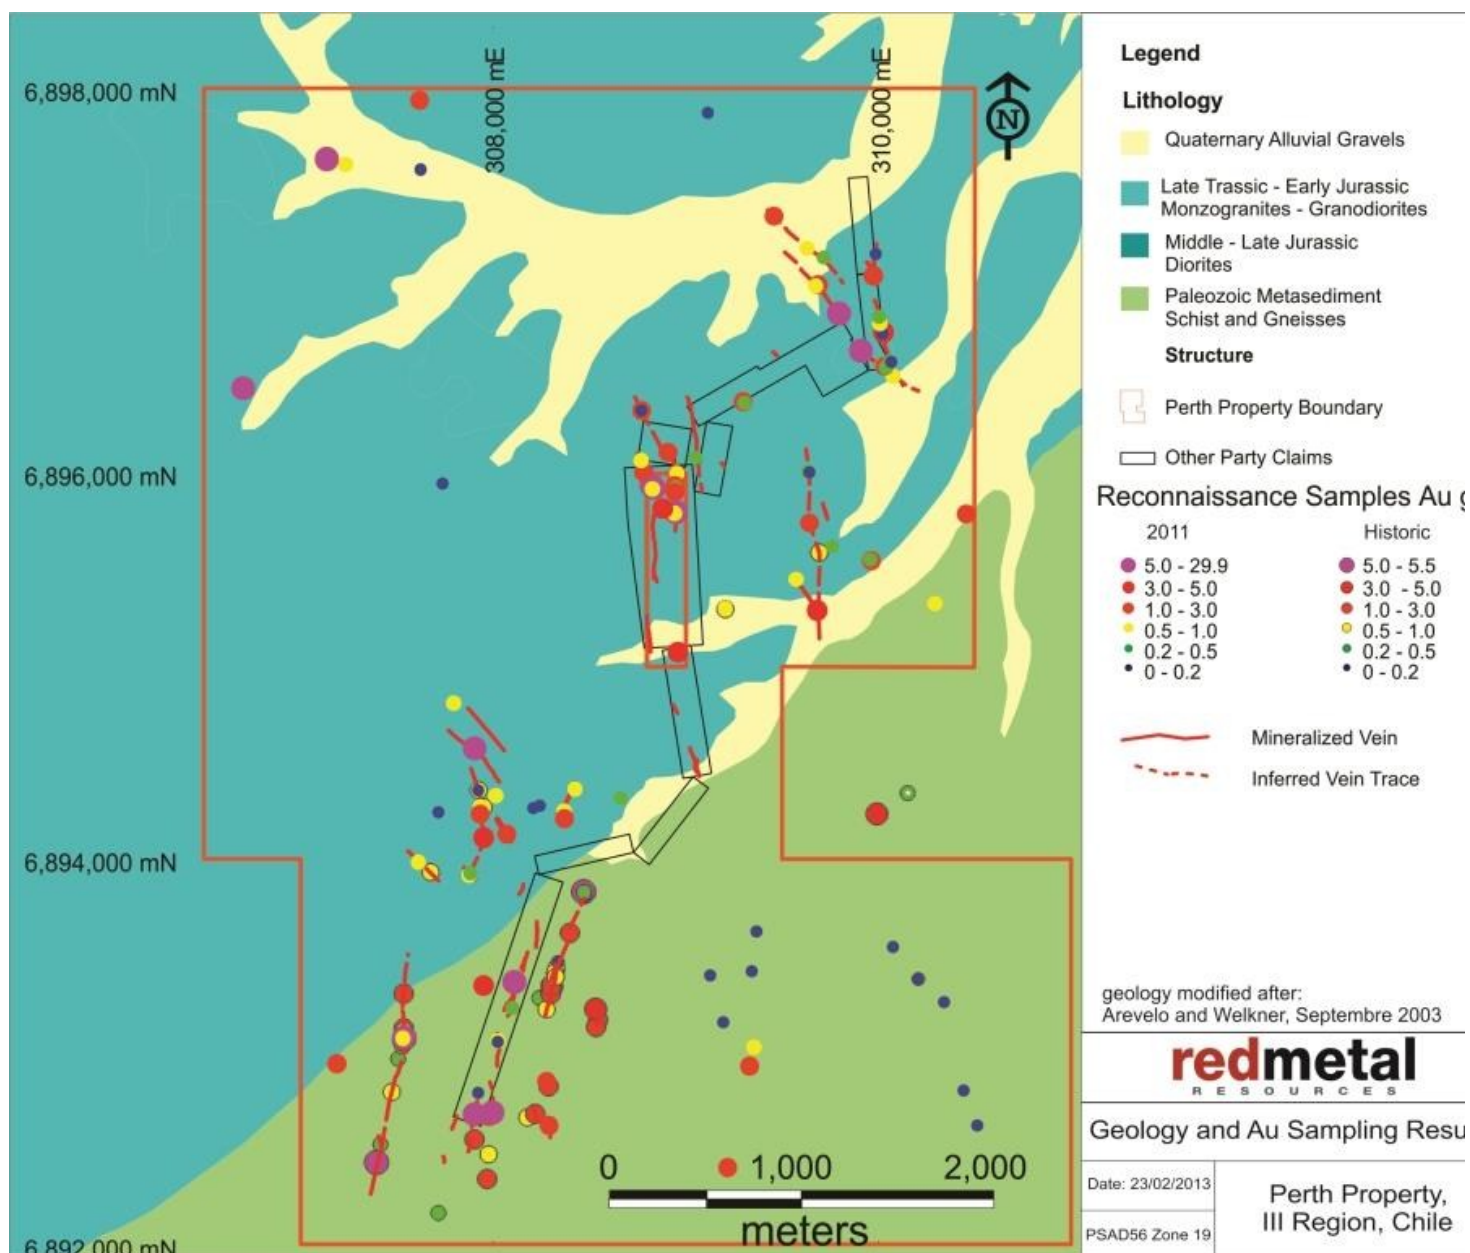 6,898,000 mN
308,000 mE
310,000 mE
N
6,896,000 mN
6,894,000 mN
6,892,000 mN
0 1,000 2,000
meters
Legend
Lithology
Quaternary Alluvial Gravels
Late Trassic - Early Jurassic
Monzogranites - Granodiorites
Middle - Late Jurassic
Diorites
Paleozoic Metasediment
Schist and Gneisses
Structure
Perth Property Boundary
Other Party Claims
Reconnaissance Samples Au g
2011 Historic
5.0 - 29.9 5.0 - 5.5
3.0 - 5.0 3.0 - 5.0
1.0 - 3.0 1.0 - 3.0
0.5 - 1.0 0.5 - 1.0
0.2 - 0.5 0.2 - 0.5
0 - 0.2 0 - 0.2
Mineralized Vein
Inferred Vein Trace
geology modified after:
Arevelo and Welkner, Septembre 2003
redmetal
RESOURCES
Geology and Au Sampling Resu
Date: 23/02/2013
PSAD56 Zone 19
Perth Property,
III Region, Chile